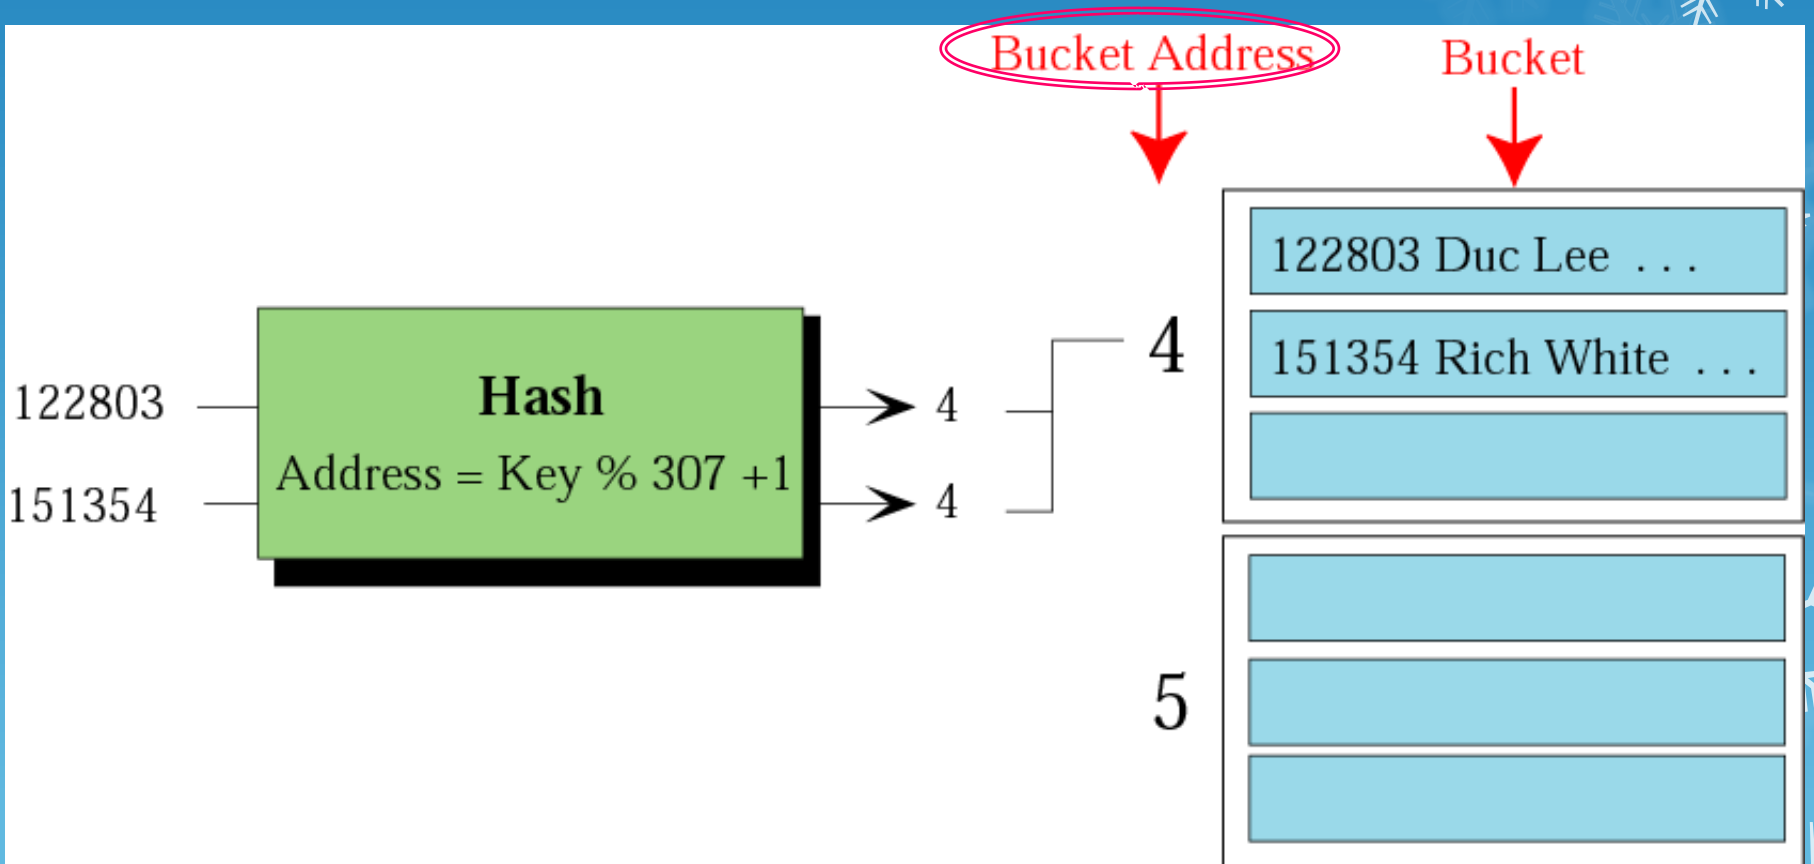 Bucket Address
Bucket
122803 Duc Lee . . .
151354 Rich White . . .
4
122803
151354
Hash
Address = Key % 307 +1
4
4
5